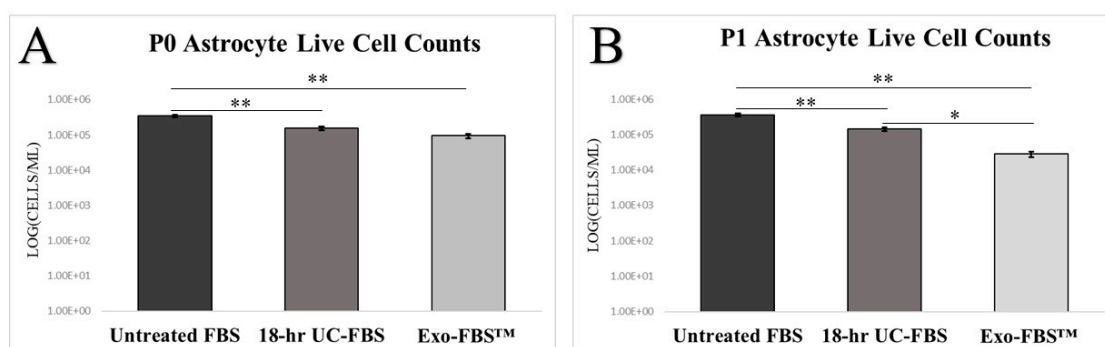 A
P0 Astrocyte Live Cell Counts
**
**
LOG(CELLS/ML)
1.00E+06
1.00E+05
1.00E+04
1.00E+03
1.00E+02
1.00E+01
1.00E+00
Untreated FBS 18-hr UC-FBS Exo-FBS™
B
P1 Astrocyte Live Cell Counts
**
**
*
LOG(CELLS/ML)
1.00E+06
1.00E+05
1.00E+04
1.00E+03
1.00E+02
1.00E+01
1.00E+00
Untreated FBS 18-hr UC-FBS Exo-FBS™